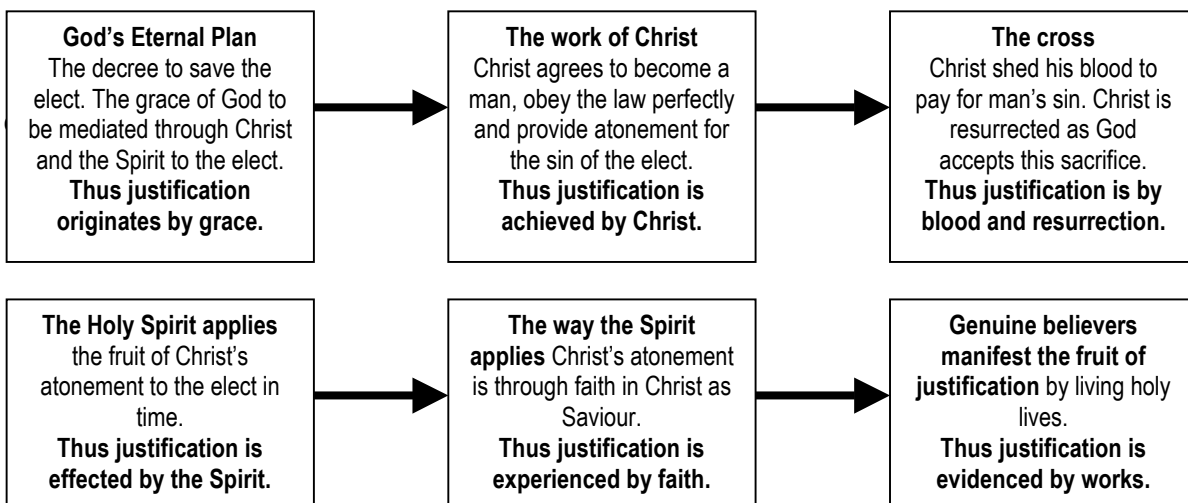 God’s Eternal Plan
The decree to save the
elect. The grace of God to
be mediated through Christ
and the Spirit to the elect.
Thus justification
originates by grace.
The work of Christ
Christ agrees to become a
man, obey the law perfectly
and provide atonement for
the sin of the elect.
Thus justification is
achieved by Christ.
The cross
Christ shed his blood to
pay for man’s sin. Christ is
resurrected as God
accepts this sacrifice.
Thus justification is by
blood and resurrection.
The Holy Spirit applies
the fruit of Christ’s
atonement to the elect in
time.
Thus justification is
effected by the Spirit.
The way the Spirit
applies Christ’s atonement
is through faith in Christ as
Saviour.
Thus justification is
experienced by faith.
Genuine believers
manifest the fruit of
justification by living holy
lives.
Thus justification is
evidenced by works.